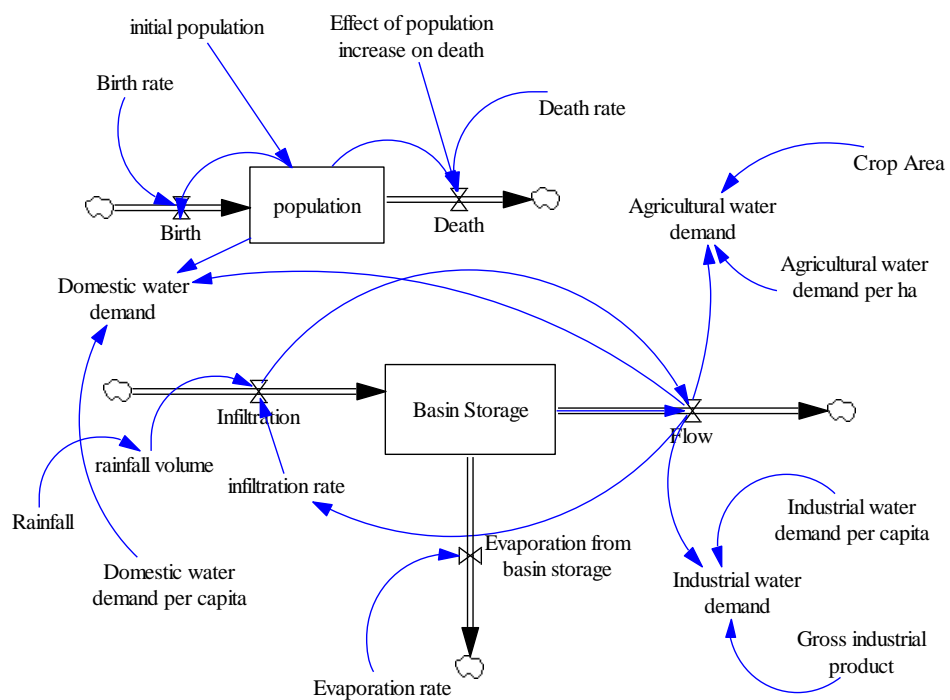 initial population
Effect of population
increase on death
Birth rate
Death rate
Crop Area
population
Birth
Death
Agricultural water
demand
Domestic water
demand
Agricultural water
demand per ha
Basin Storage
Infiltration
Flow
rainfall volume
infiltration rate
Rainfall
Industrial water
demand per capita
Evaporation from
basin storage
Domestic water
demand per capita
Industrial water
demand
Gross industrial
product
Evaporation rate